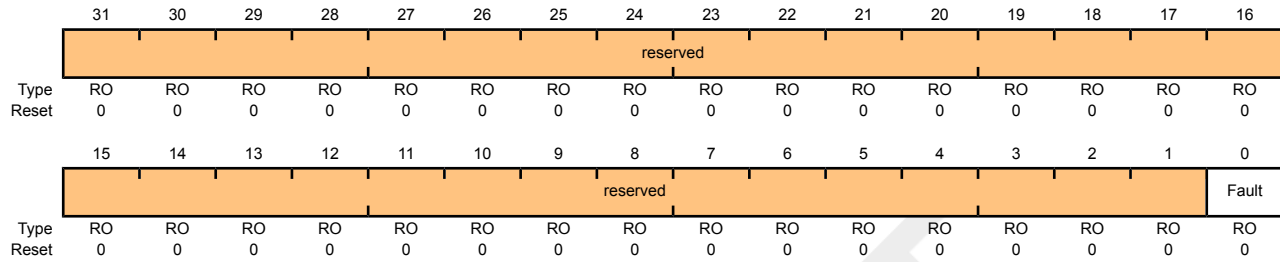 31 30 29 28 27 26 25 24 23 22 21 20 19 18 17 16
reserved
Type RO RO RO RO RO RO RO RO RO RO RO RO RO RO RO RO
Reset 0 0 0 0 0 0 0 0 0 0 0 0 0 0 0 0
15 14 13 12 11 10 9 8 7 6 5 4 3 2 1 0
reserved Fault
Type RO RO RO RO RO RO RO RO RO RO RO RO RO RO RO RO
Reset 0 0 0 0 0 0 0 0 0 0 0 0 0 0 0 0